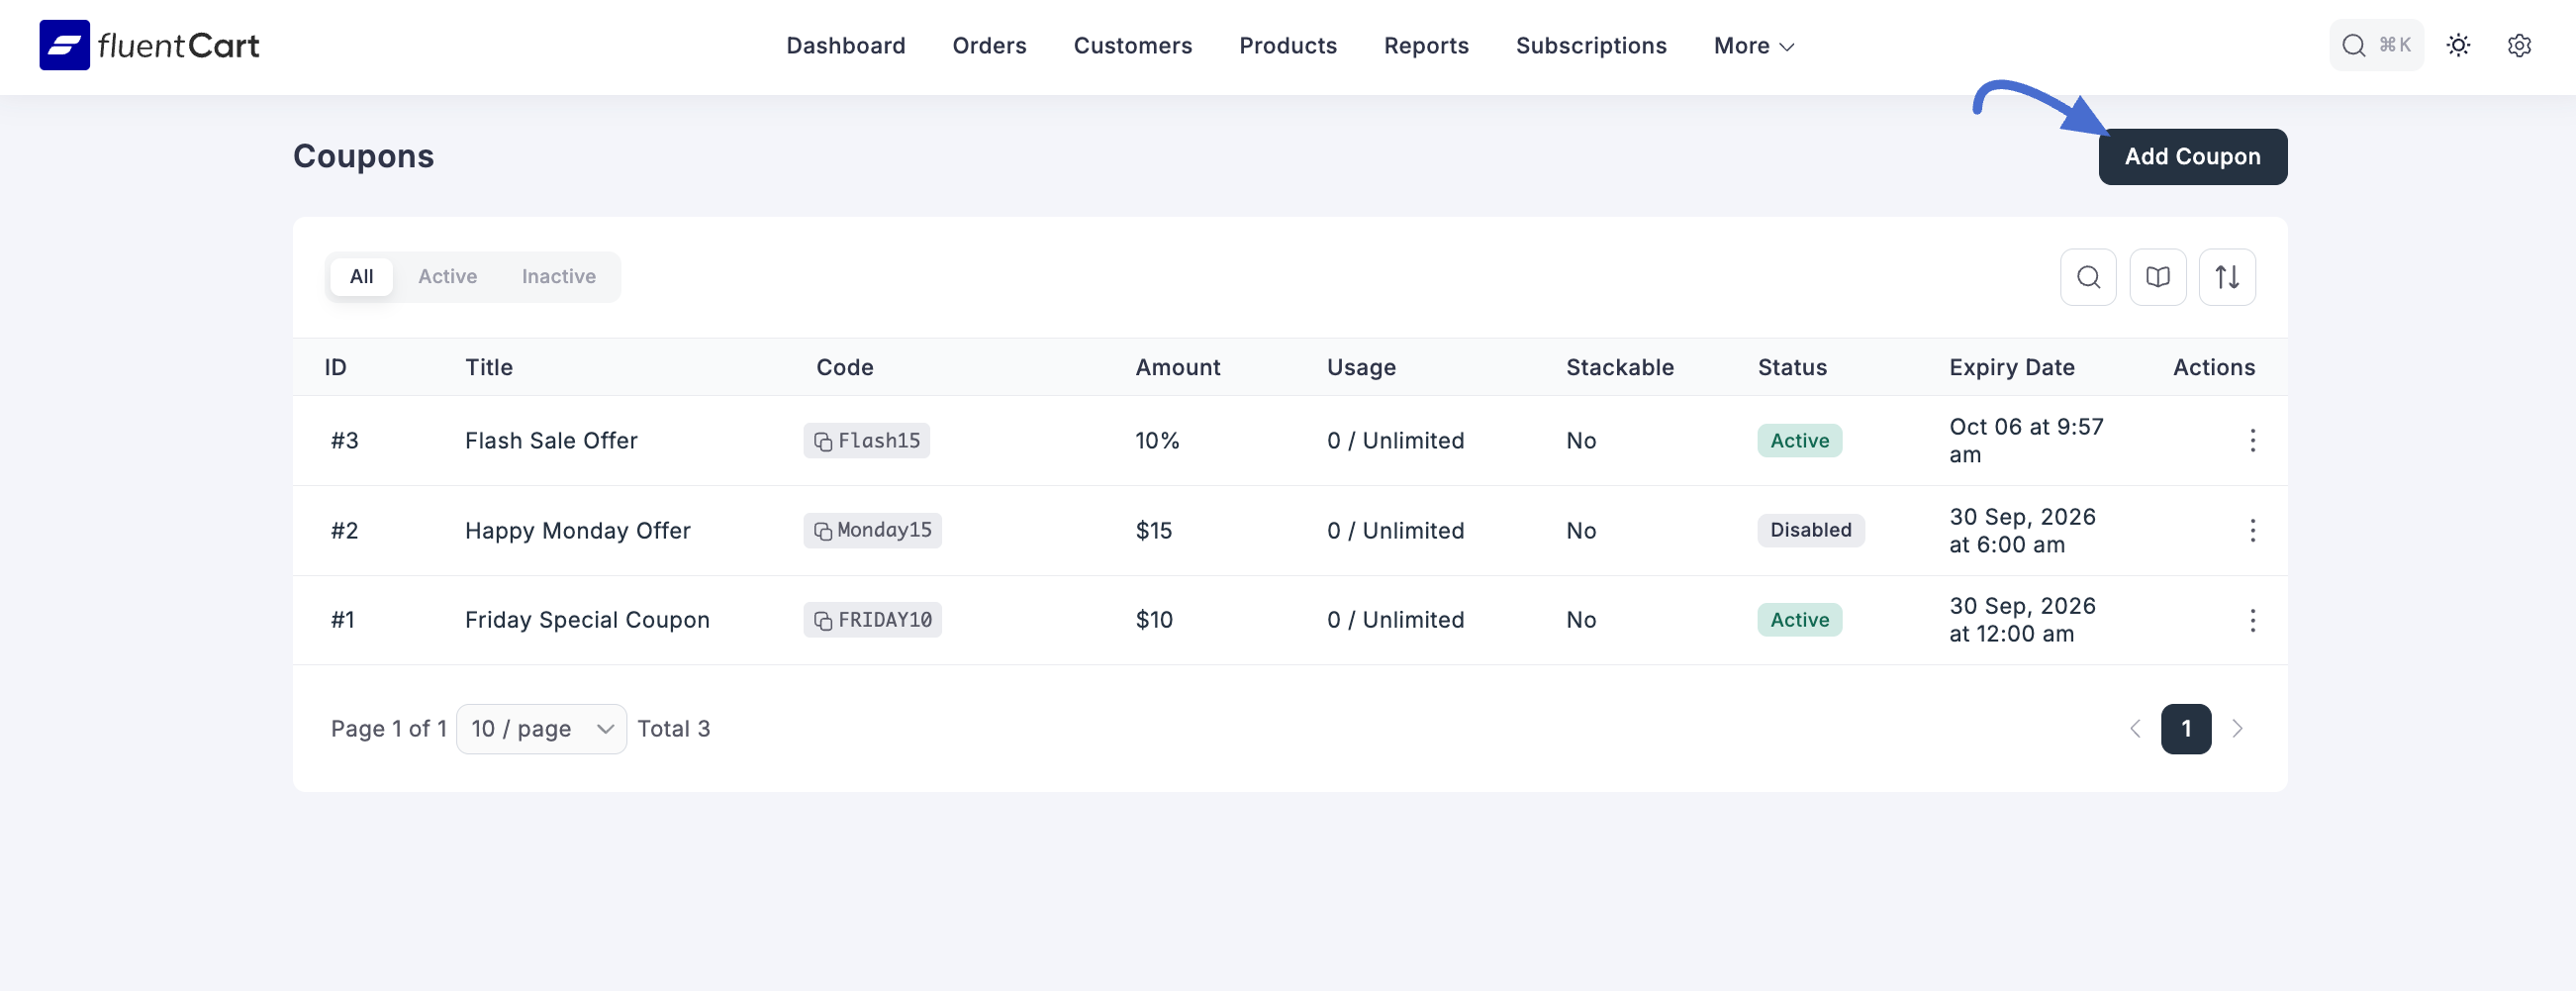 fluentCart
Dashboard Orders Customers Products Reports Subscriptions More
⌘K
Coupons
Add Coupon
All Active Inactive
ID Title Code Amount Usage Stackable Status Expiry Date Actions
#3 Flash Sale Offer Flash15 10% 0 / Unlimited No Active Oct 06 at 9:57
am
#2 Happy Monday Offer Monday15 $15 0 / Unlimited No Disabled 30 Sep, 2026
at 6:00 am
#1 Friday Special Coupon FRIDAY10 $10 0 / Unlimited No Active 30 Sep, 2026
at 12:00 am
Page 1 of 1 10 / page Total 3
1